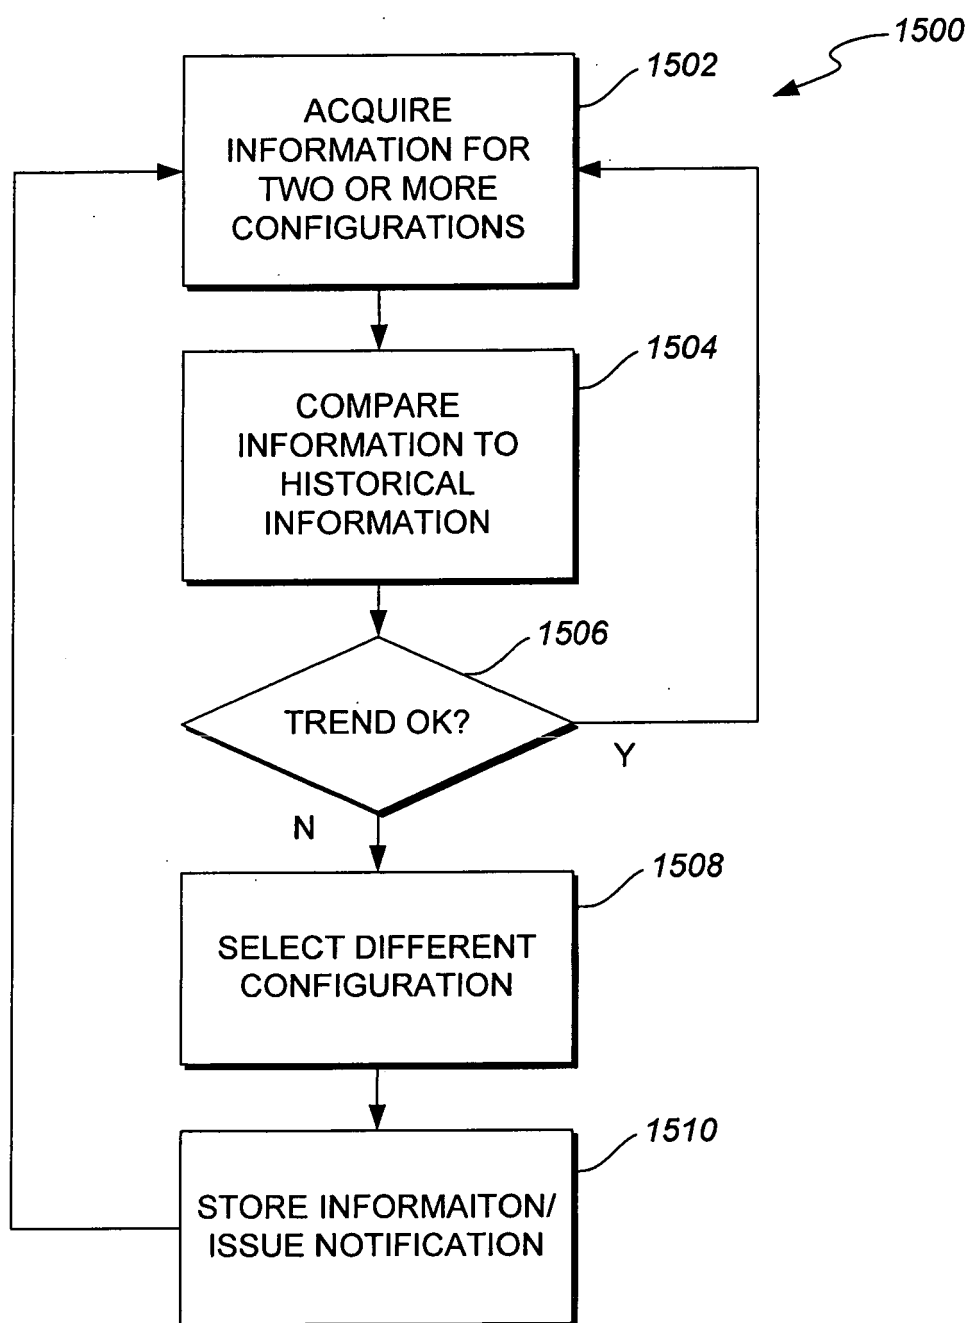 1500
1502
ACQUIRE
INFORMATION FOR
TWO OR MORE
CONFIGURATIONS
1504
COMPARE
INFORMATION TO
HISTORICAL
INFORMATION
1506
TREND OK?
Y
N
1508
SELECT DIFFERENT
CONFIGURATION
1510
STORE INFORMAITON/
ISSUE NOTIFICATION